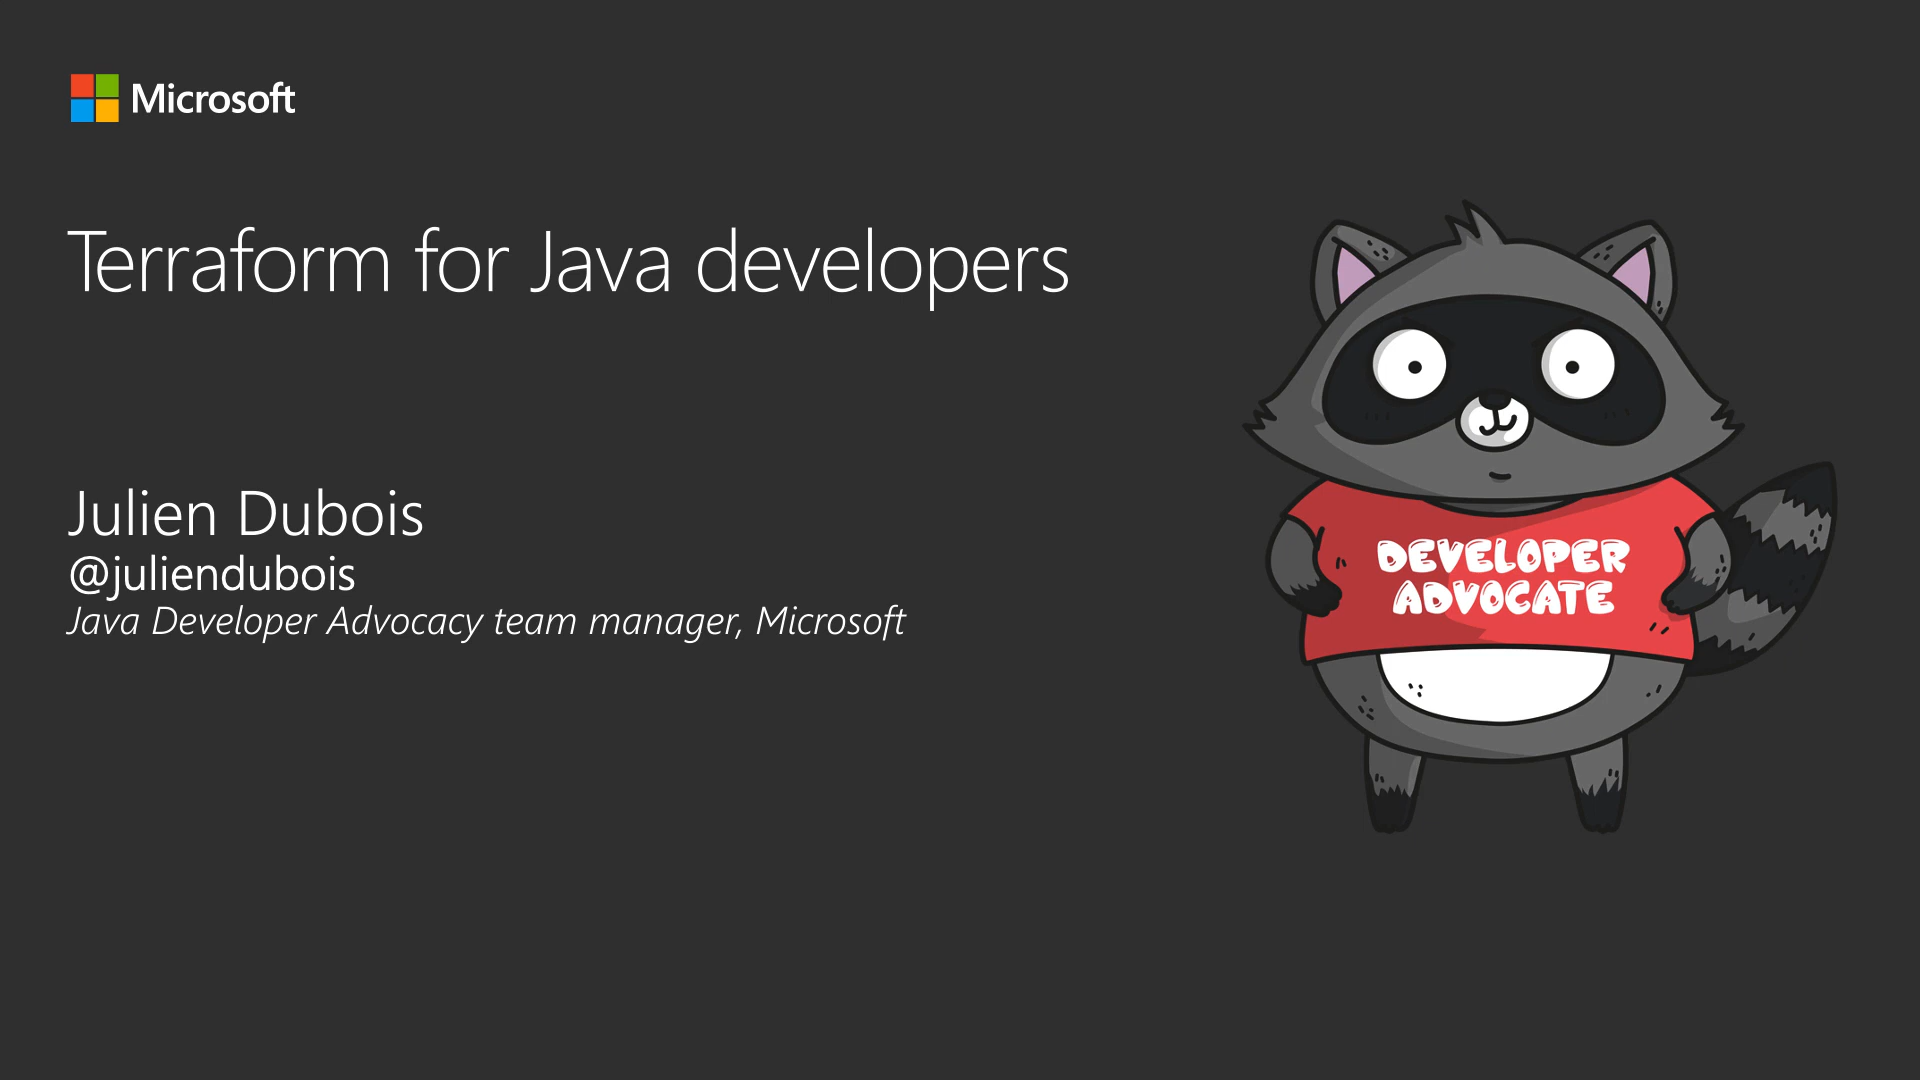 Microsoft
Terraform for Java developers
Julien Dubois
@juliendubois
Java Developer Advocacy team manager, Microsoft
DEVELOPER
ADVOCATE